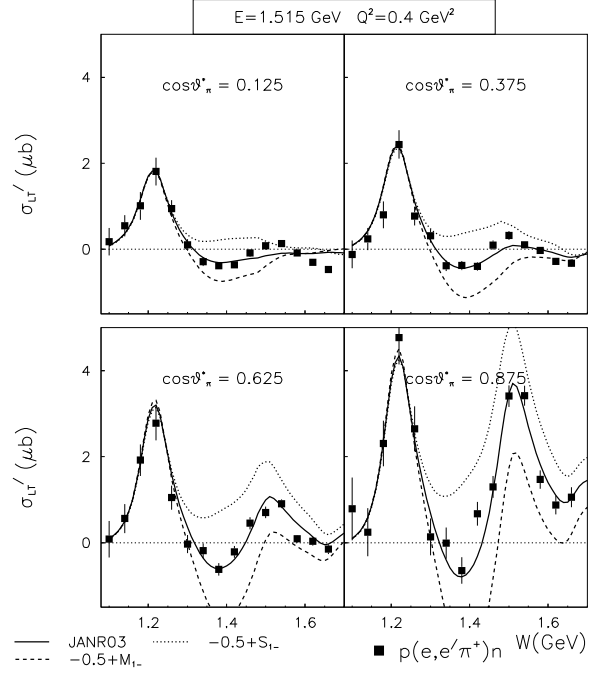 E=1.515 GeV Q²=0.4 GeV²
cosϑ*π = 0.125
cosϑ*π = 0.375
σLT′ (μb)
4
2
0
cosϑ*π = 0.625
cosϑ*π = 0.875
σLT′ (μb)
4
2
0
1.2 1.4 1.6 1.2 1.4 1.6
JANR03 −0.5+S1−
−0.5+M1−
p(e,e′π⁺)n W(GeV)